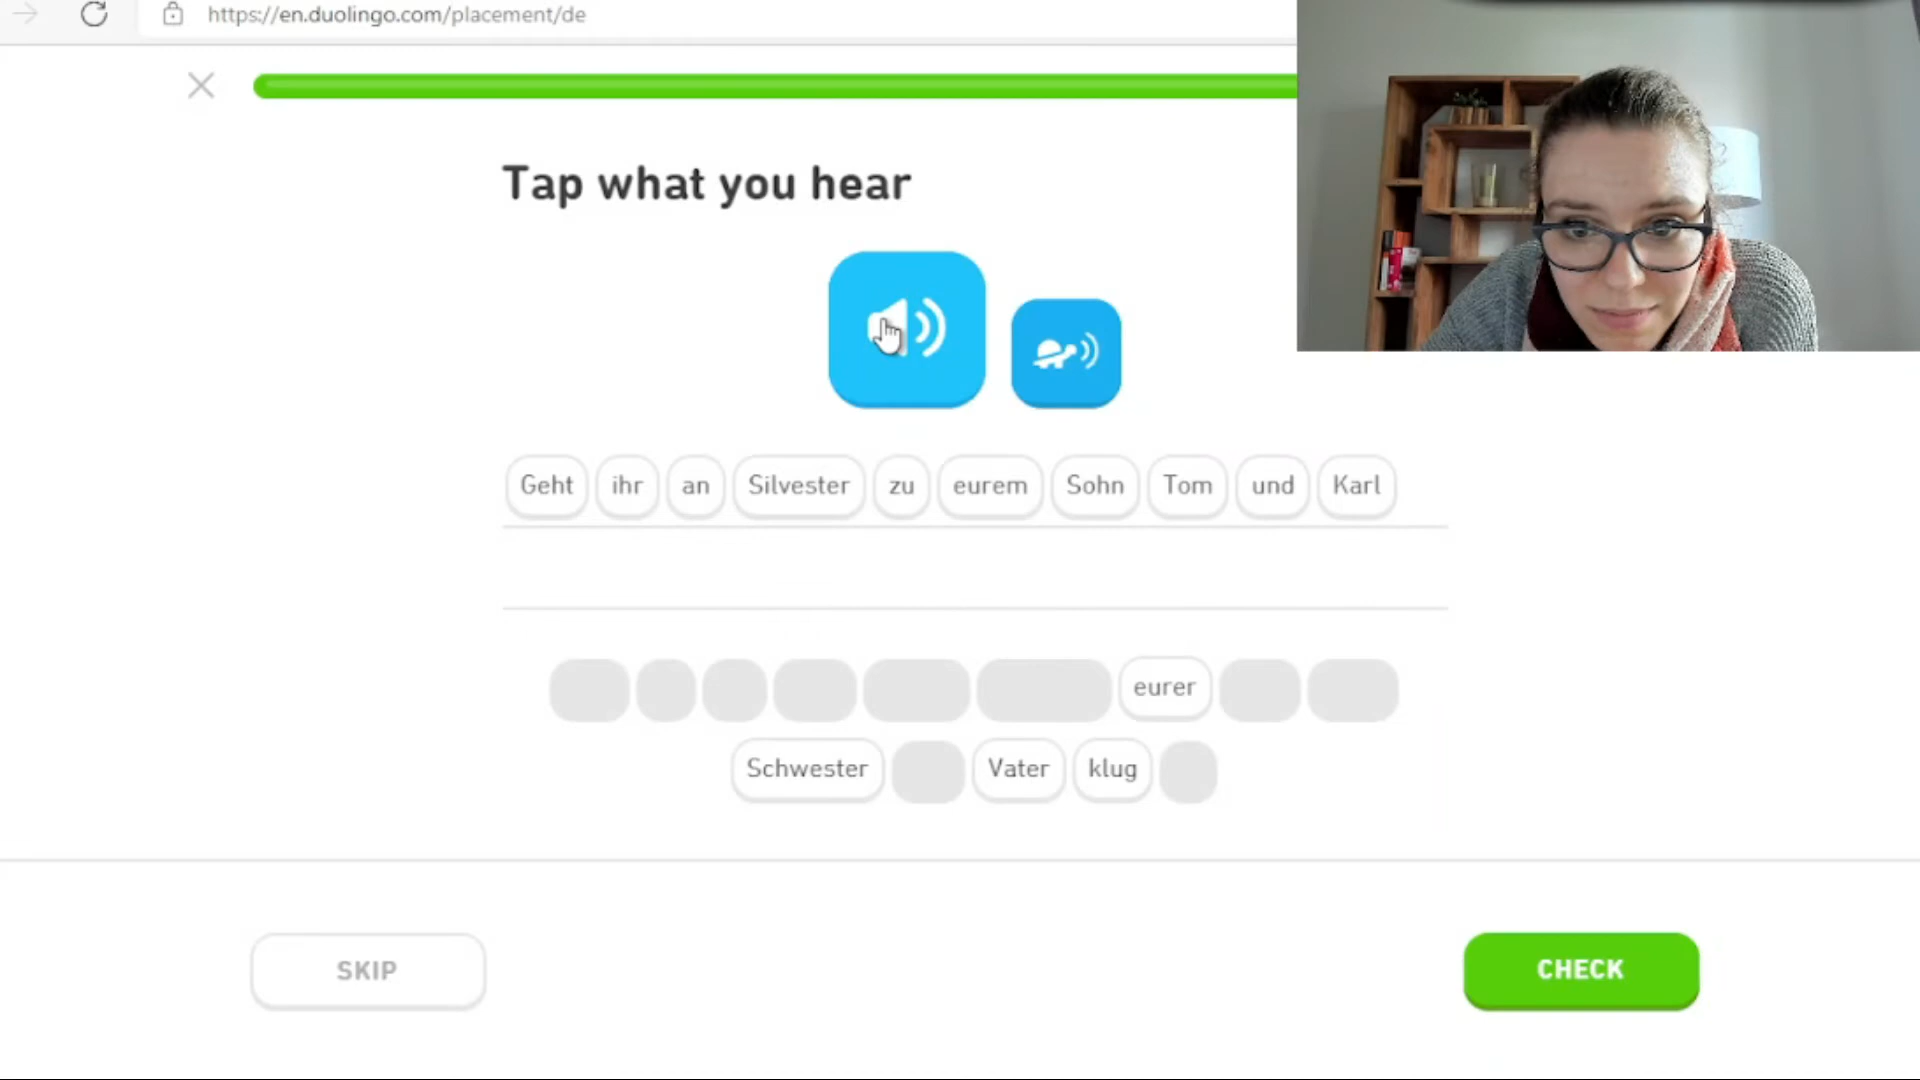 https://en.duolingo.com/placement/de
Tap what you hear
Geht ihr an Silvester zu eurem Sohn Tom und Karl
eurer
Schwester Vater klug
SKIP CHECK